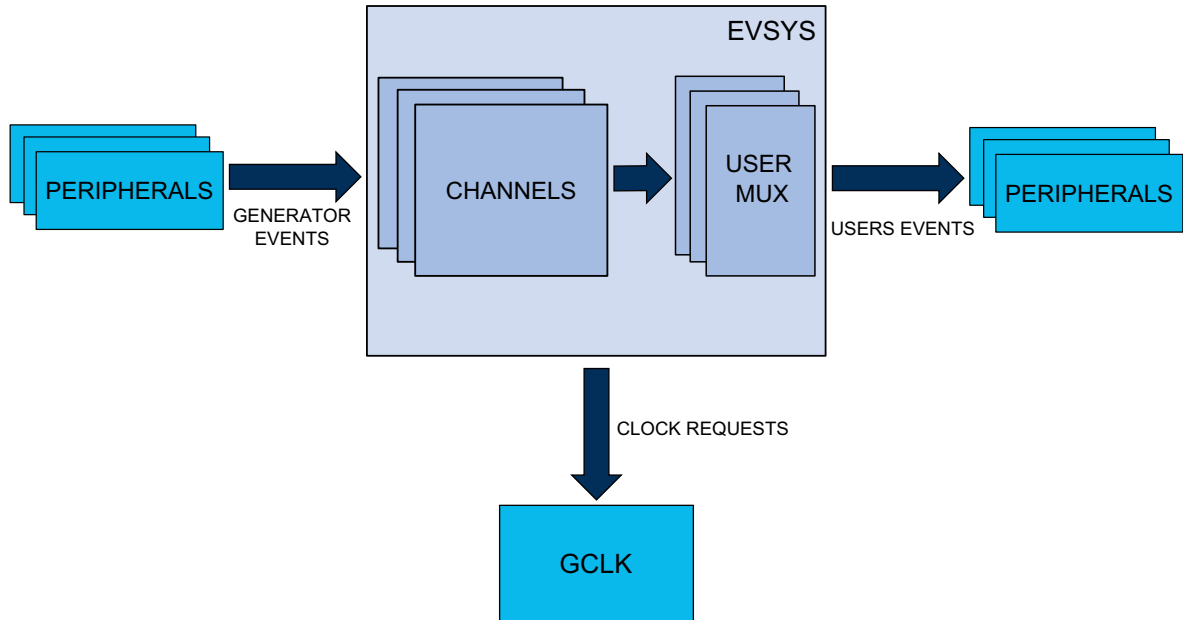 EVSYS
PERIPHERALS
GENERATOR
EVENTS
CHANNELS
USER
MUX
USERS EVENTS
PERIPHERALS
CLOCK REQUESTS
GCLK